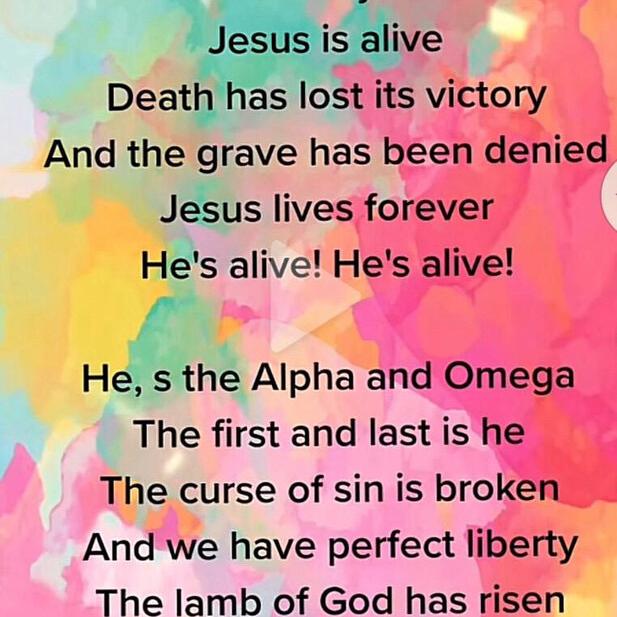 Jesus is alive
Death has lost its victory
And the grave has been denied
Jesus lives forever
He's alive! He's alive!
He, s the Alpha and Omega
The first and last is he
The curse of sin is broken
And we have perfect liberty
The lamb of God has risen